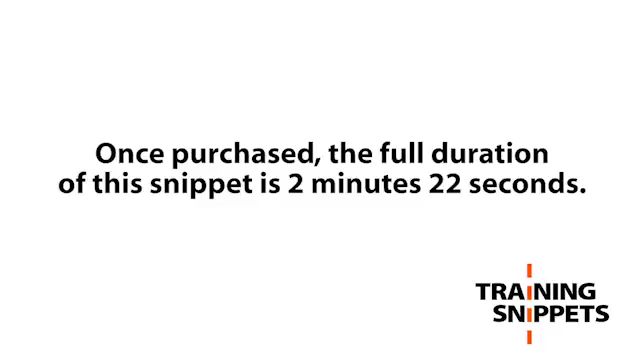 Once purchased, the full duration
of this snippet is 2 minutes 22 seconds.
TRAINING
SNIPPETS